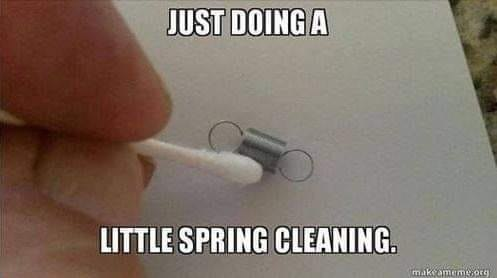 JUST DOING A
LITTLE SPRING CLEANING.
makeameme.org